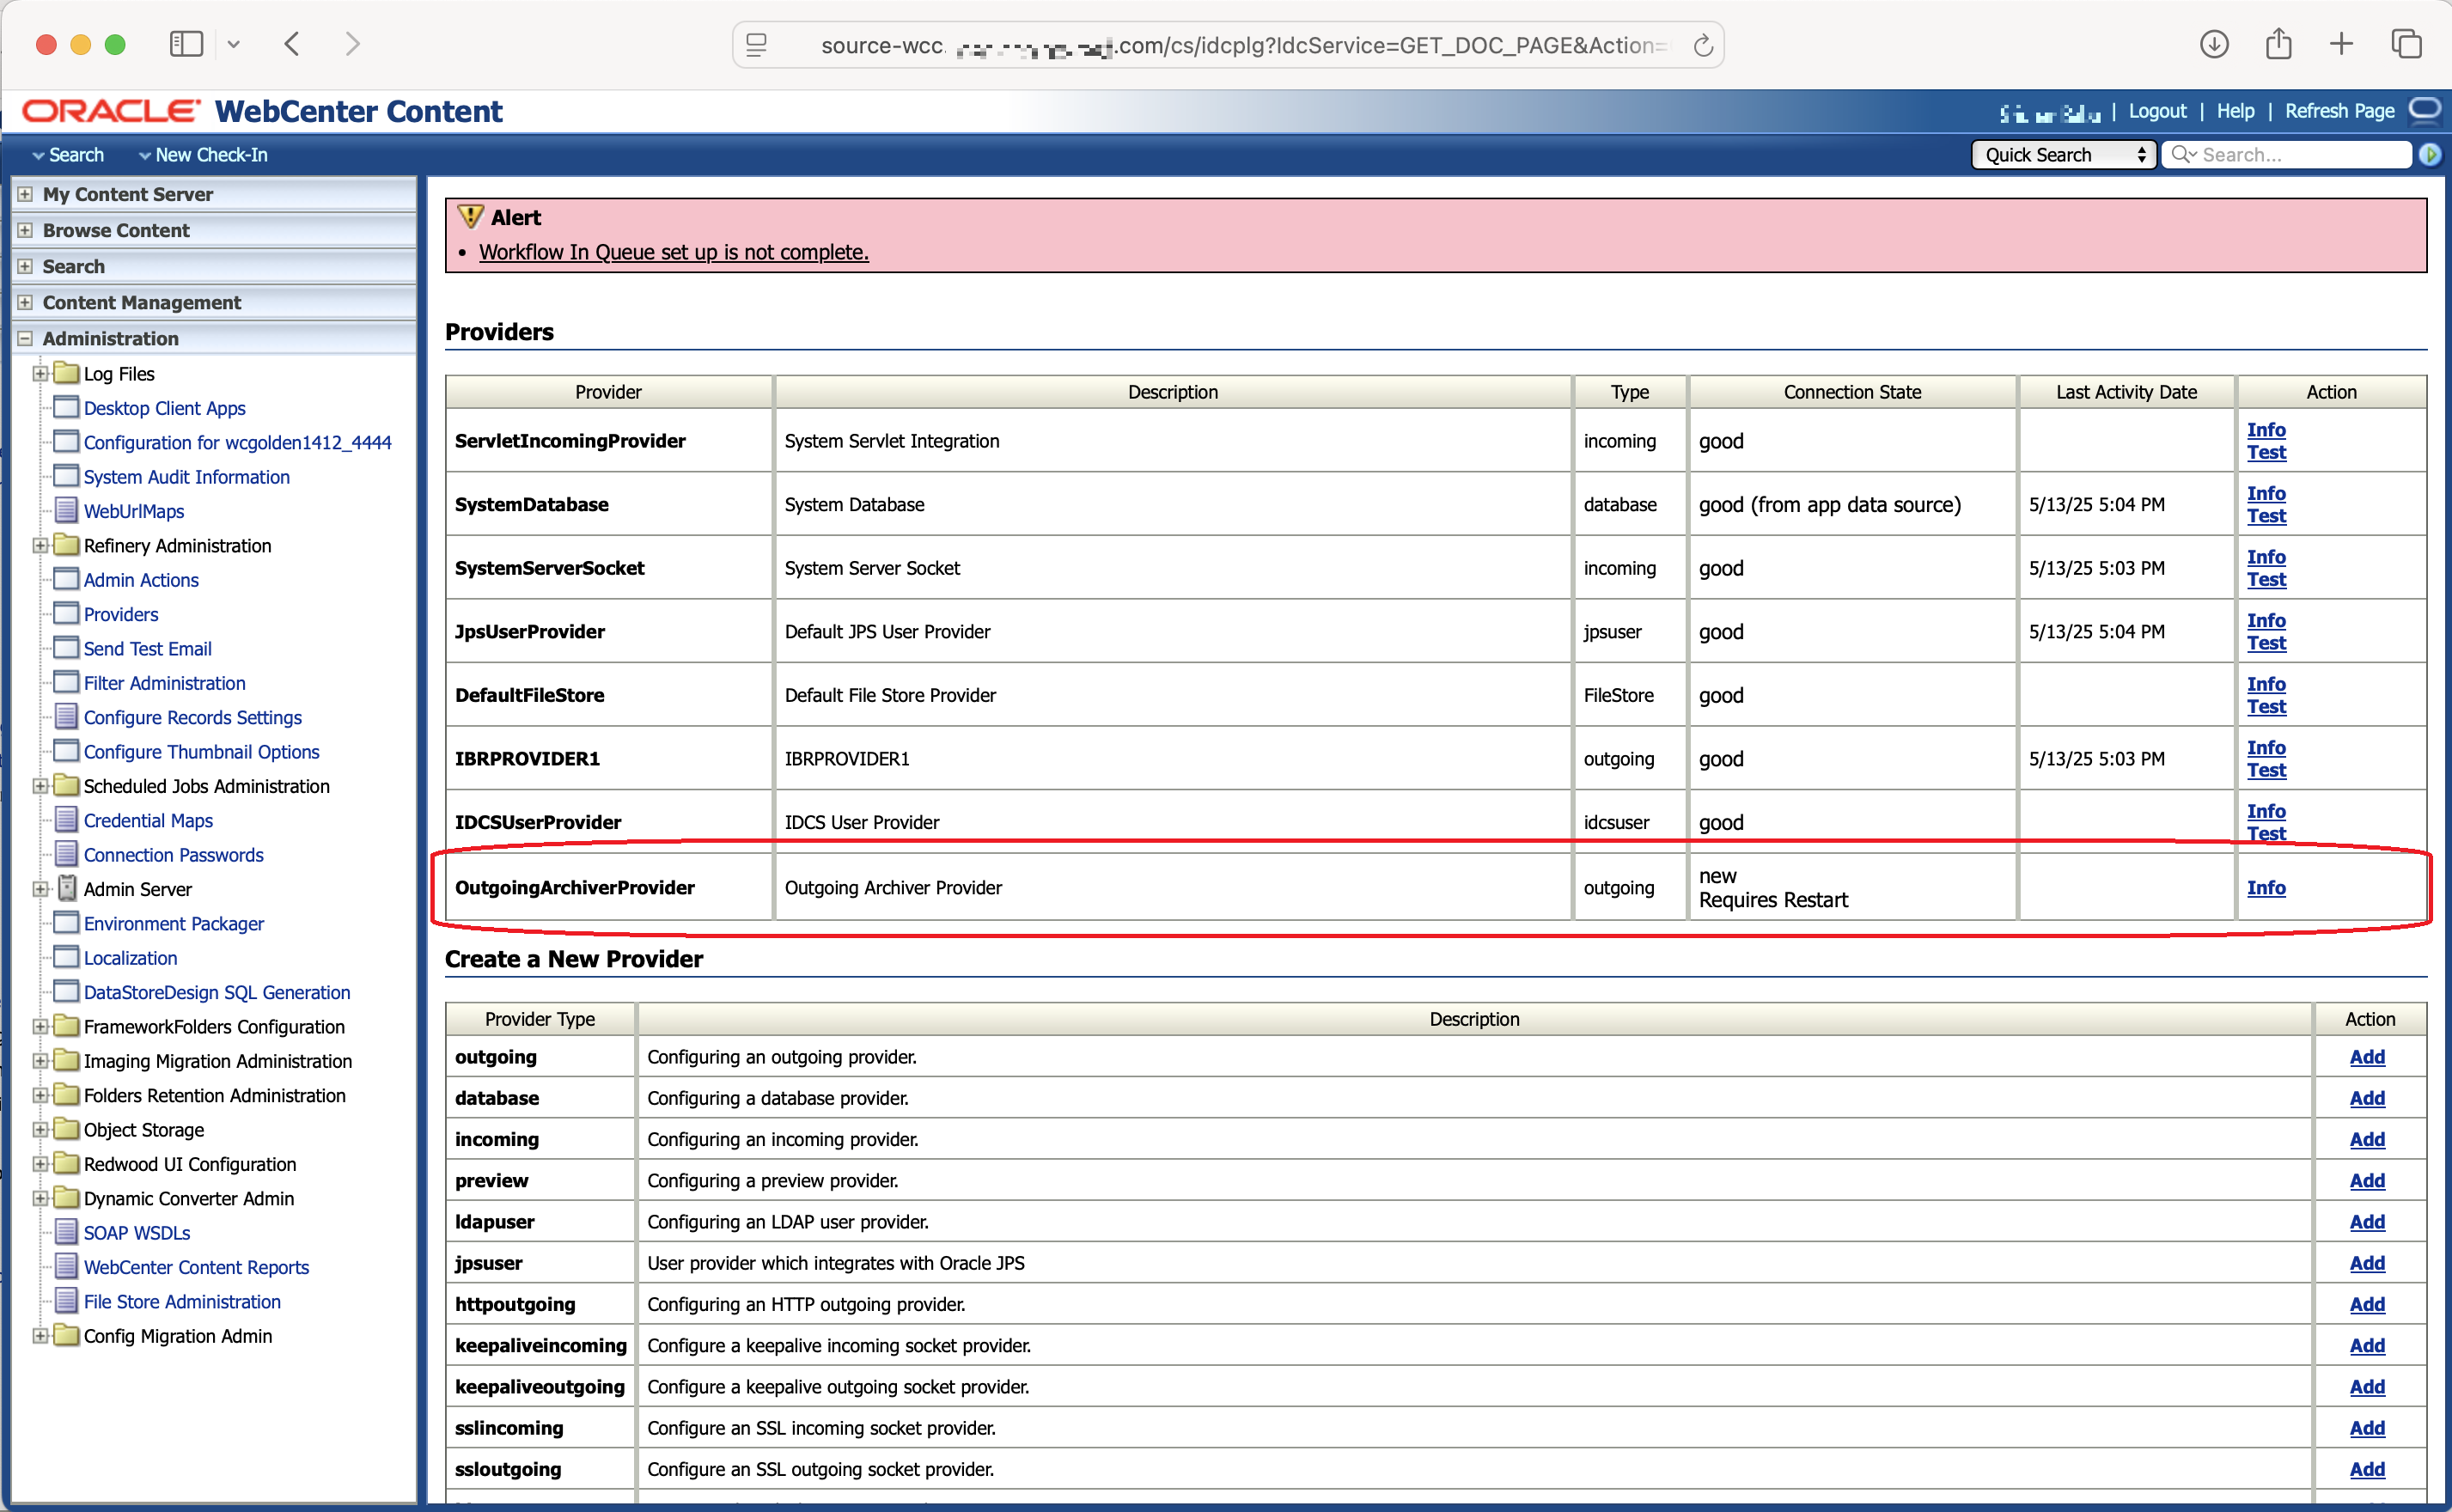 source-wcc. .com/cs/idcplg?IdcService=GET_DOC_PAGE&Action=
ORACLE WebCenter Content
| Logout | Help | Refresh Page
Search New Check-In
Quick Search Search...
My Content Server
Browse Content
Search
Content Management
Administration
Log Files
Desktop Client Apps
Configuration for wcgolden1412_4444
System Audit Information
WebUrlMaps
Refinery Administration
Admin Actions
Providers
Send Test Email
Filter Administration
Configure Records Settings
Configure Thumbnail Options
Scheduled Jobs Administration
Credential Maps
Connection Passwords
Admin Server
Environment Packager
Localization
DataStoreDesign SQL Generation
FrameworkFolders Configuration
Imaging Migration Administration
Folders Retention Administration
Object Storage
Redwood UI Configuration
Dynamic Converter Admin
SOAP WSDLs
WebCenter Content Reports
File Store Administration
Config Migration Admin
Alert
• Workflow In Queue set up is not complete.
Providers
Provider Description Type Connection State Last Activity Date Action
ServletIncomingProvider System Servlet Integration incoming good Info
Test
SystemDatabase System Database database good (from app data source) 5/13/25 5:04 PM Info
Test
SystemServerSocket System Server Socket incoming good 5/13/25 5:03 PM Info
Test
JpsUserProvider Default JPS User Provider jpsuser good 5/13/25 5:04 PM Info
Test
DefaultFileStore Default File Store Provider FileStore good Info
Test
IBRPROVIDER1 IBRPROVIDER1 outgoing good 5/13/25 5:03 PM Info
Test
IDCSUserProvider IDCS User Provider idcsuser good Info
Test
OutgoingArchiverProvider Outgoing Archiver Provider outgoing new
Requires Restart Info
Create a New Provider
Provider Type Description Action
outgoing Configuring an outgoing provider. Add
database Configuring a database provider. Add
incoming Configuring an incoming provider. Add
preview Configuring a preview provider. Add
ldapuser Configuring an LDAP user provider. Add
jpsuser User provider which integrates with Oracle JPS Add
httpoutgoing Configuring an HTTP outgoing provider. Add
keepaliveincoming Configure a keepalive incoming socket provider. Add
keepaliveoutgoing Configure a keepalive outgoing socket provider. Add
sslincoming Configure an SSL incoming socket provider. Add
ssloutgoing Configure an SSL outgoing socket provider. Add